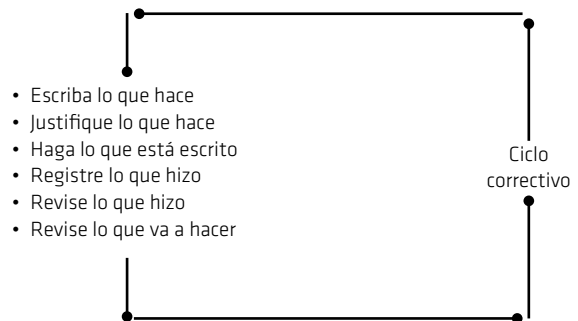 • Escriba lo que hace
• Justifique lo que hace
• Haga lo que está escrito
• Registre lo que hizo
• Revise lo que hizo
• Revise lo que va a hacer
Ciclo
correctivo